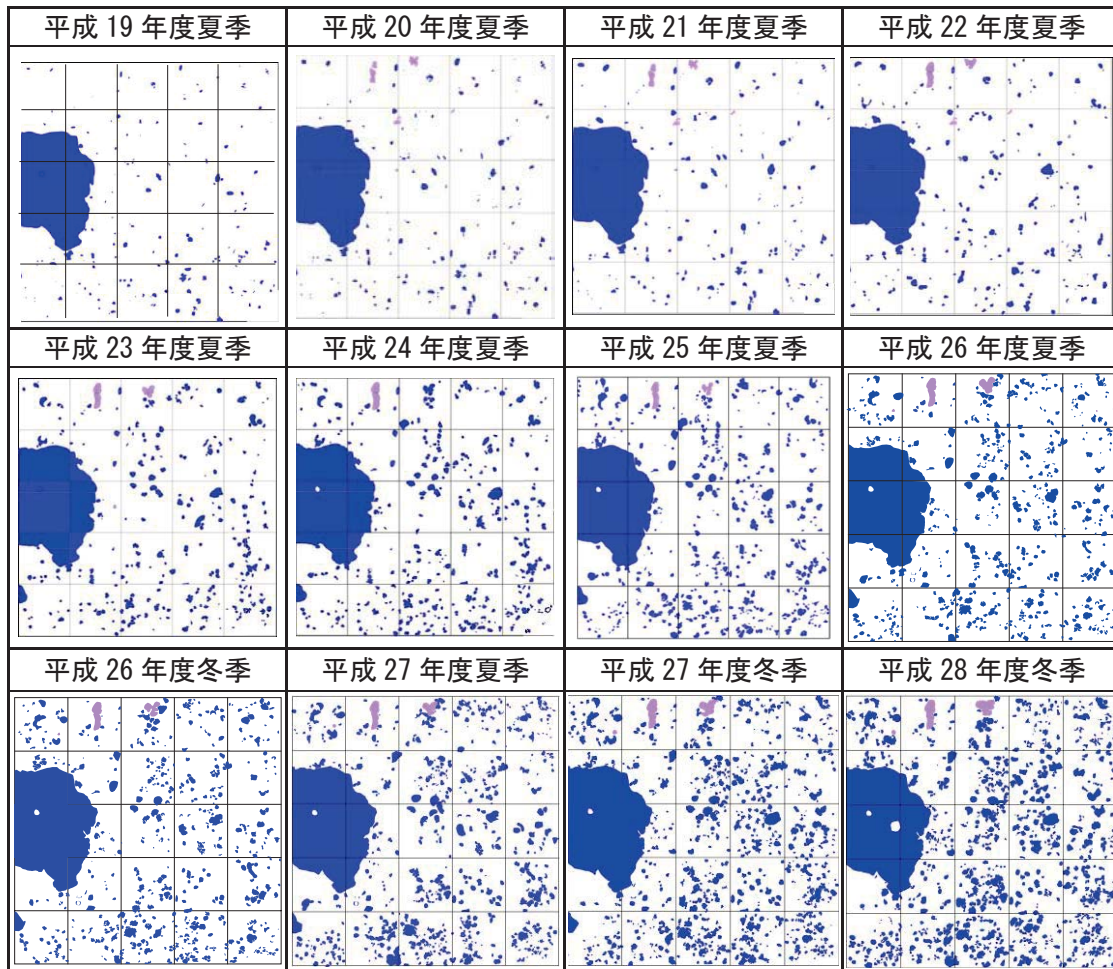 平成 19 年度夏季
平成 20 年度夏季
平成 21 年度夏季
平成 22 年度夏季
平成 23 年度夏季
平成 24 年度夏季
平成 25 年度夏季
平成 26 年度夏季
平成 26 年度冬季
平成 27 年度夏季
平成 27 年度冬季
平成 28 年度冬季